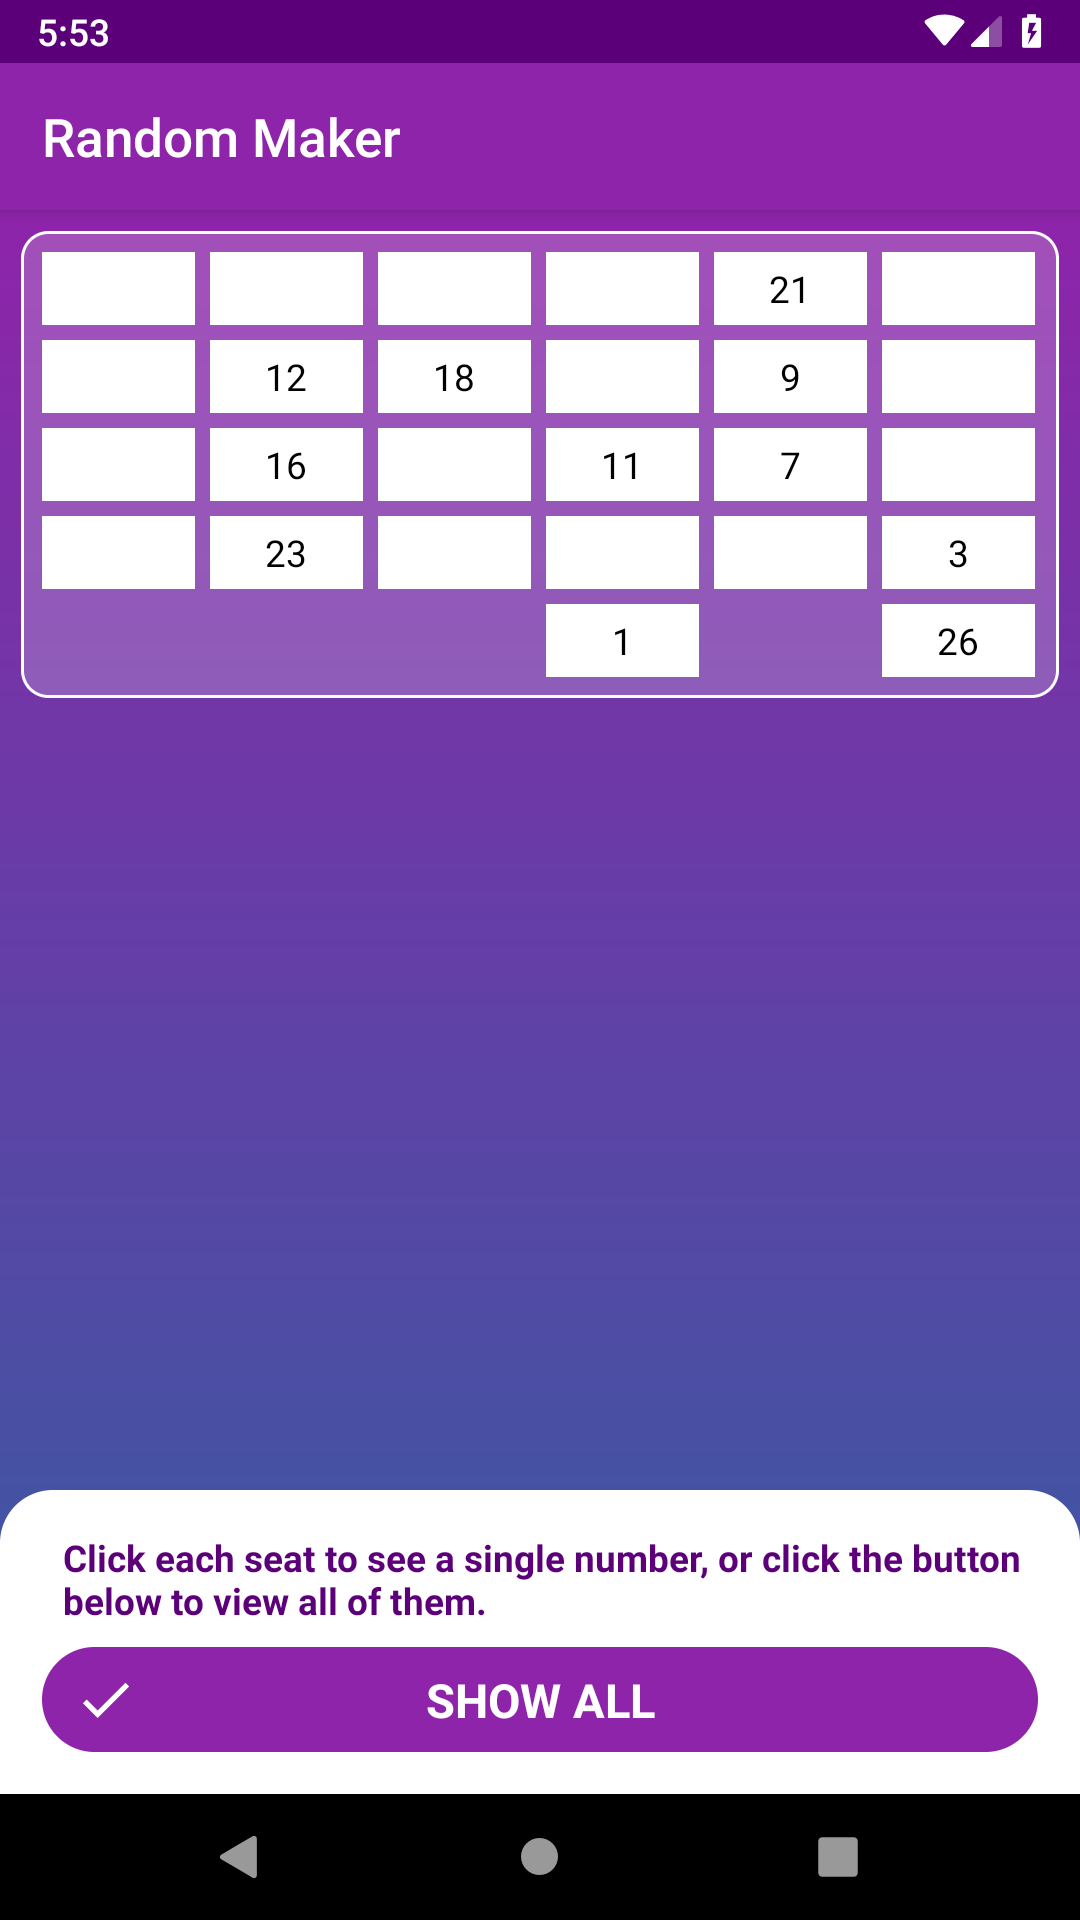 5:53
Random Maker
21
12 18 9
16 11 7
23 3
1 26
Click each seat to see a single number, or click the button
below to view all of them.
SHOW ALL